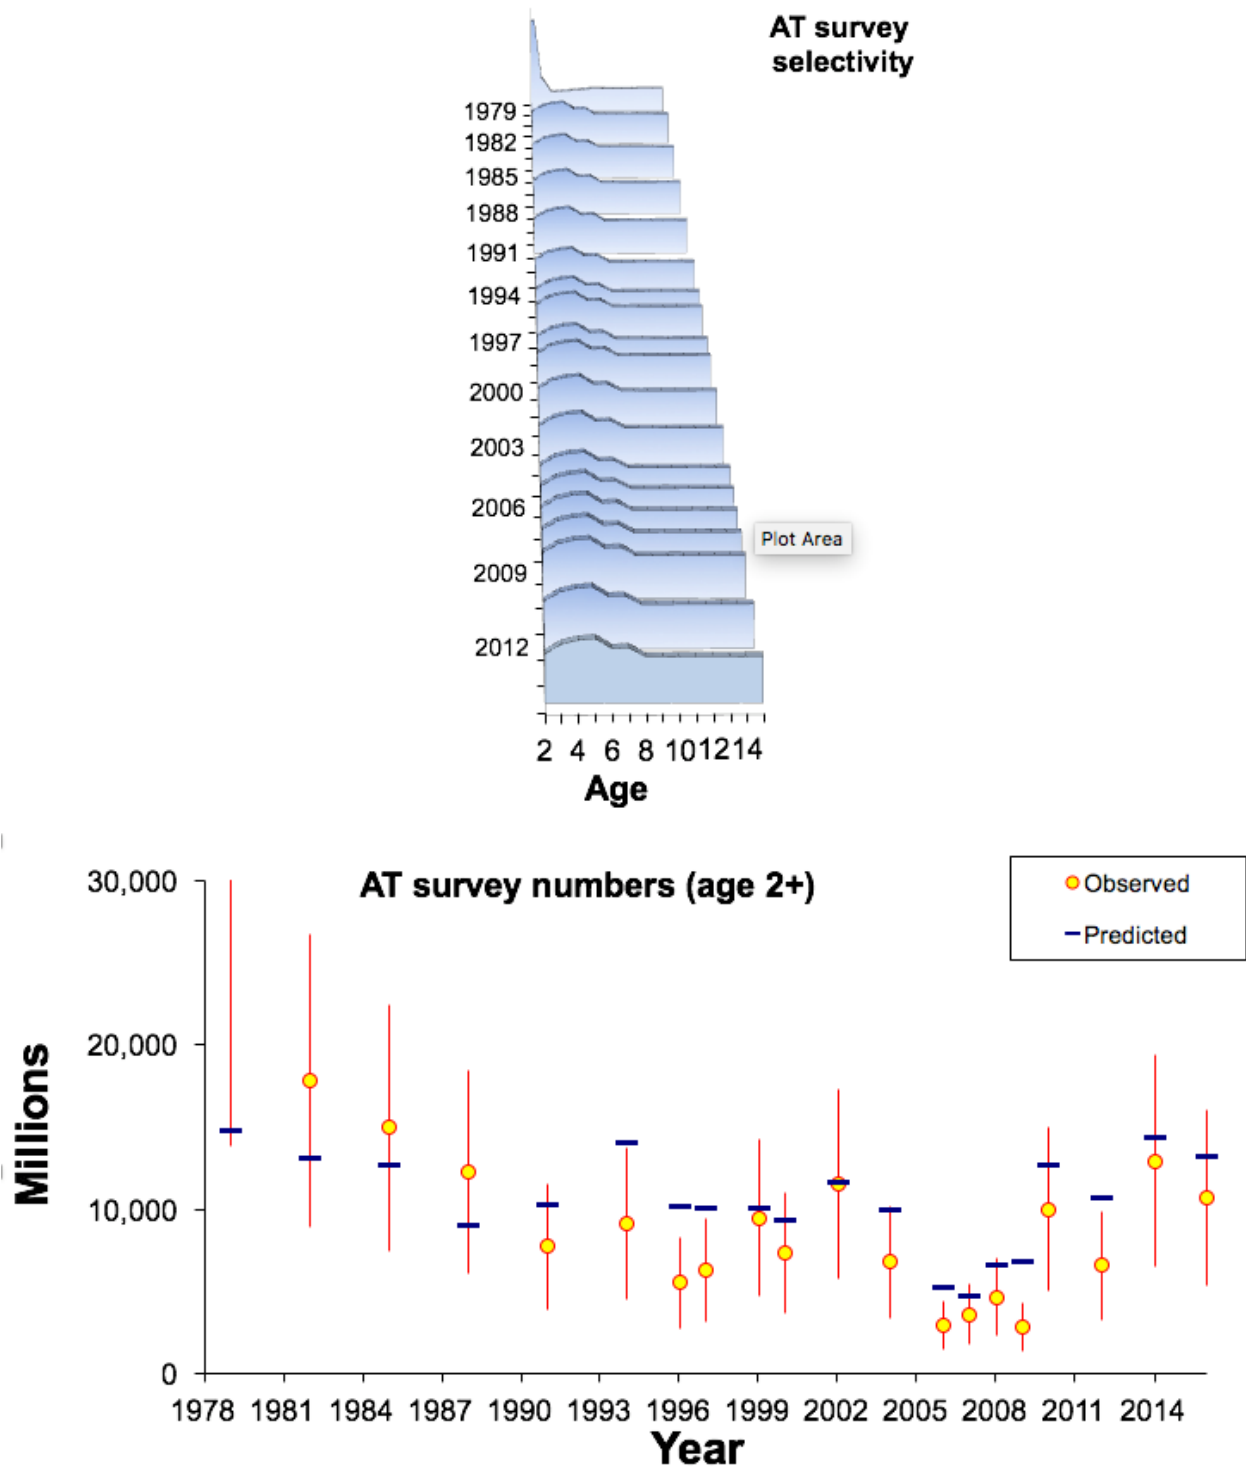 AT survey
selectivity
1979
1982
1985
1988
1991
1994
1997
2000
2003
2006
Plot Area
2009
2012
2 4 6 8 10 12 14
Age
AT survey numbers (age 2+)
Observed
Predicted
30,000
20,000
10,000
0
Millions
1978 1981 1984 1987 1990 1993 1996 1999 2002 2005 2008 2011 2014
Year